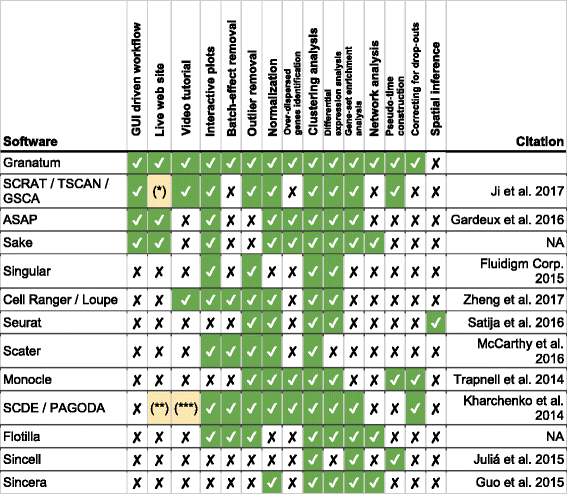 GUI driven workflow
Live web site
Video tutorial
Interactive plots
Batch-effect removal
Outlier removal
Normalization
Over-dispersed
genes identification
Clustering analysis
Differential
expression analysis
Gene-set enrichment
analysis
Network analysis
Pseudo-time
construction
Correcting for drop-outs
Spatial inference
Software
Citation
Granatum
SCRAT / TSCAN /
GSCA
(*)
Ji et al. 2017
ASAP
Gardeux et al. 2016
Sake
NA
Singular
Fluidigm Corp.
2015
Cell Ranger / Loupe
Zheng et al. 2017
Seurat
Satija et al. 2016
Scater
McCarthy et al.
2016
Monocle
Trapnell et al. 2014
SCDE / PAGODA
(**)
(***)
Kharchenko et al.
2014
Flotilla
NA
Sincell
Juliá et al. 2015
Sincera
Guo et al. 2015